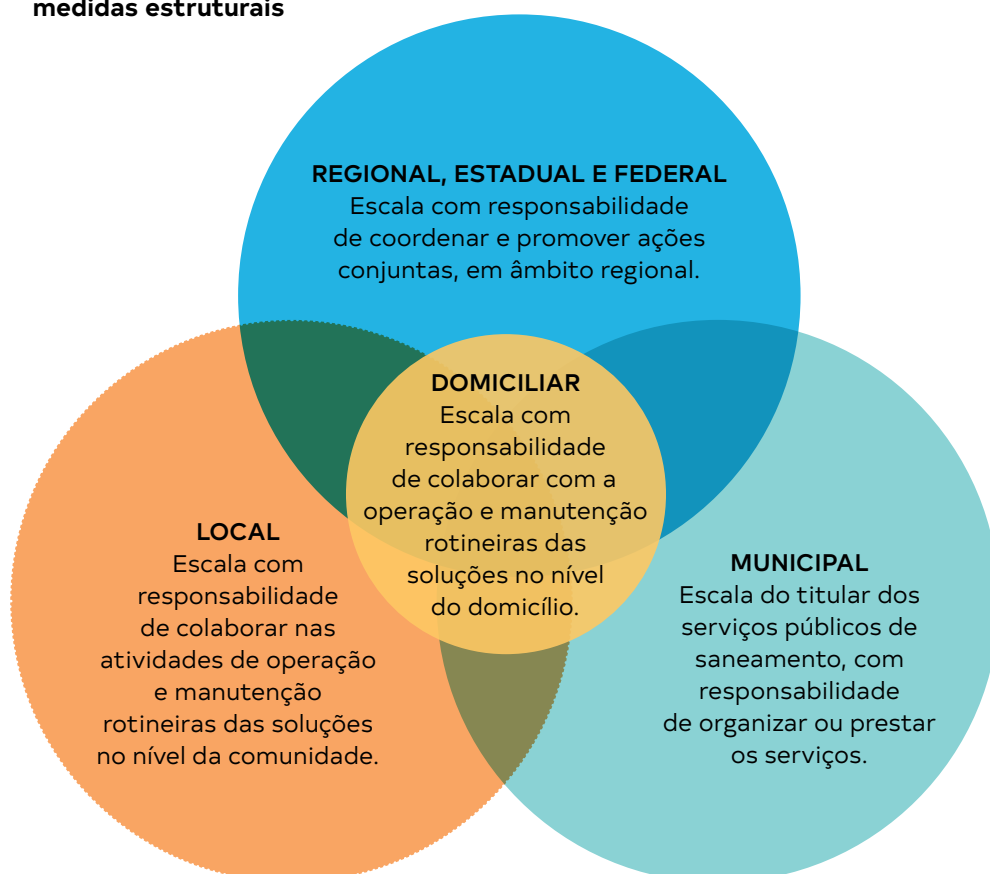 medidas estruturais
REGIONAL, ESTADUAL E FEDERAL
Escala com responsabilidade
de coordenar e promover ações
conjuntas, em âmbito regional.
DOMICILIAR
Escala com
responsabilidade
de colaborar com a
operação e manutenção
rotineiras das
soluções no nível
do domicílio.
LOCAL
Escala com
responsabilidade
de colaborar nas
atividades de operação
e manutenção
rotineiras das soluções
no nível da comunidade.
MUNICIPAL
Escala do titular dos
serviços públicos de
saneamento, com
responsabilidade
de organizar ou prestar
os serviços.